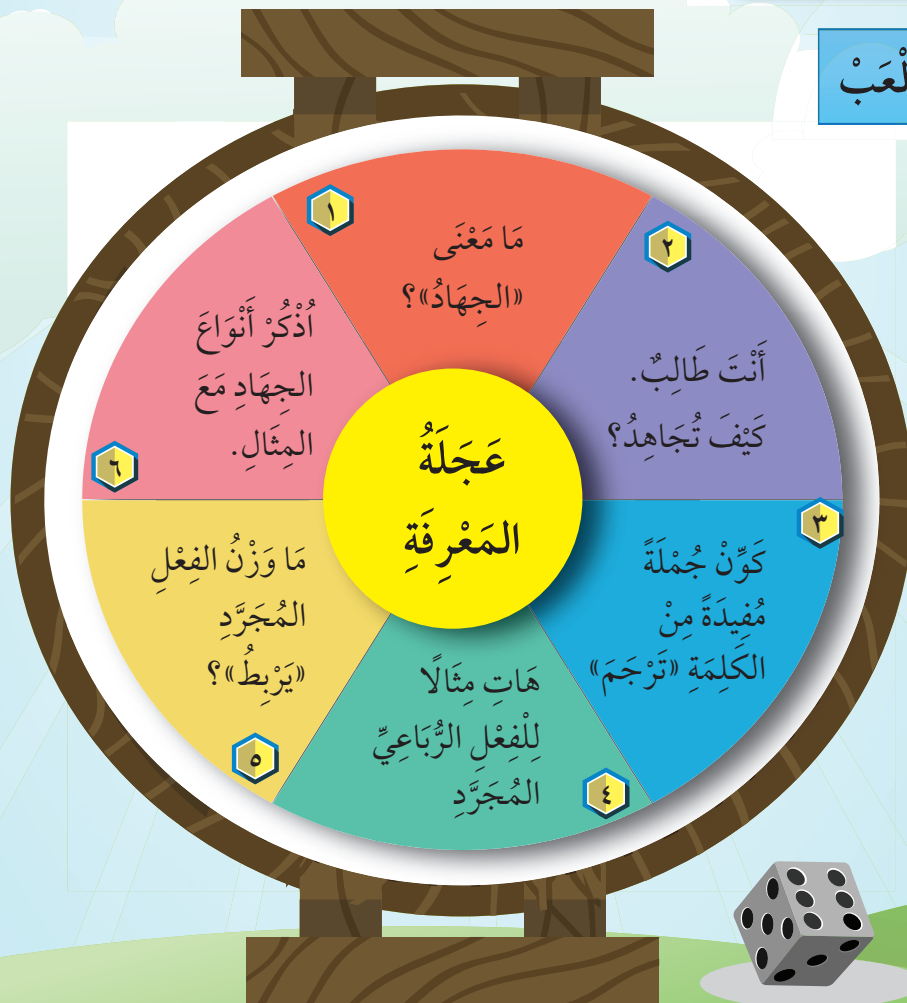 لْعَبْ
١
مَا مَعْنَى
«الجِهَادُ»؟
٢
أَنْتَ طَالِبٌ.
كَيْفَ تُجَاهِدُ؟
٣
كَوِّنْ جُمْلَةً
مُفِيدَةً مِنْ
الكَلِمَةِ «تَرْجَمَ»
٤
هَاتِ مِثَالًا
لِلْفِعْلِ الرُّبَاعِيِّ
المُجَرَّدِ
٥
مَا وَزْنُ الفِعْلِ
المُجَرَّدِ
«يَرْبِطُ»؟
٦
اُذْكُرْ أَنْوَاعَ
الجِهَادِ مَعَ
المِثَالِ.
عَجَلَةُ
المَعْرِفَةِ